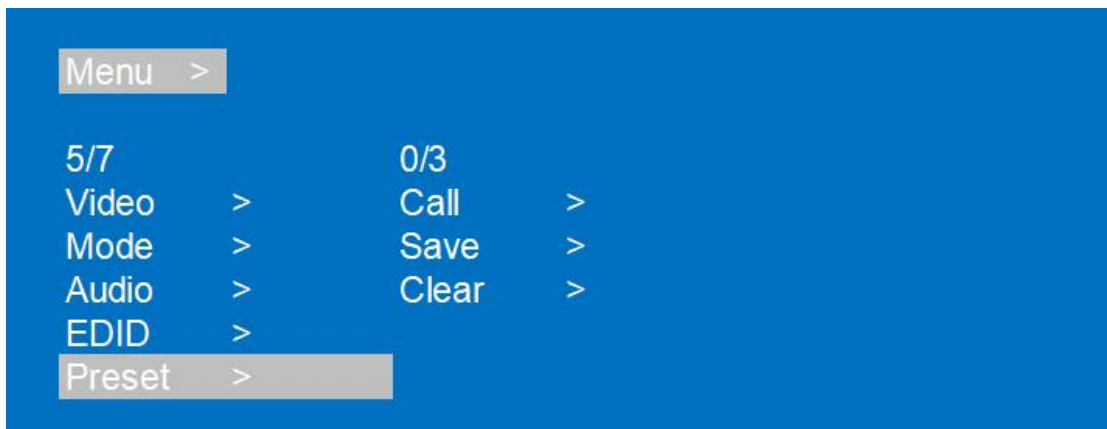 Menu >
5/7 0/3
Video > Call >
Mode > Save >
Audio > Clear >
EDID >
Preset >